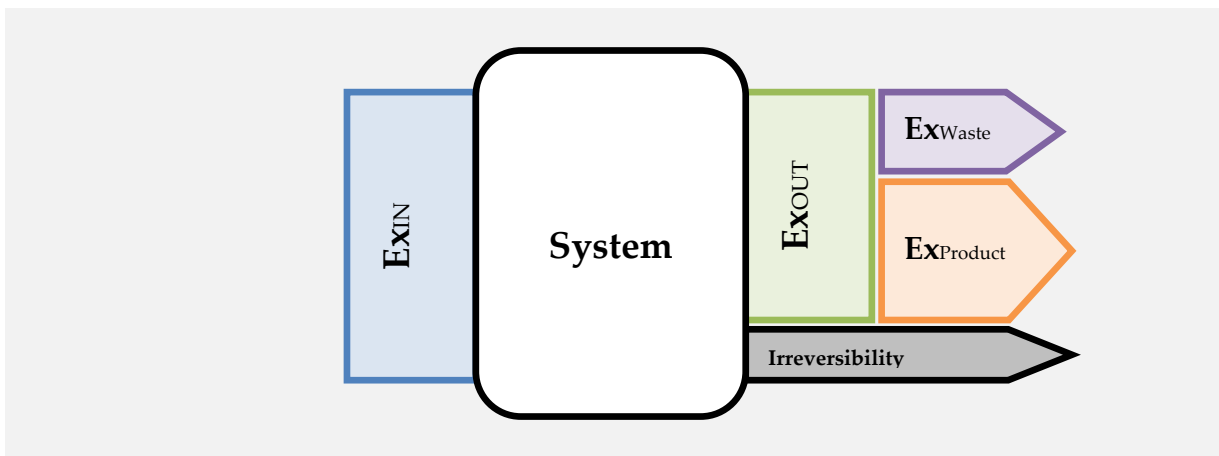 ExIN
System
ExOUT
ExWaste
ExProduct
Irreversibility